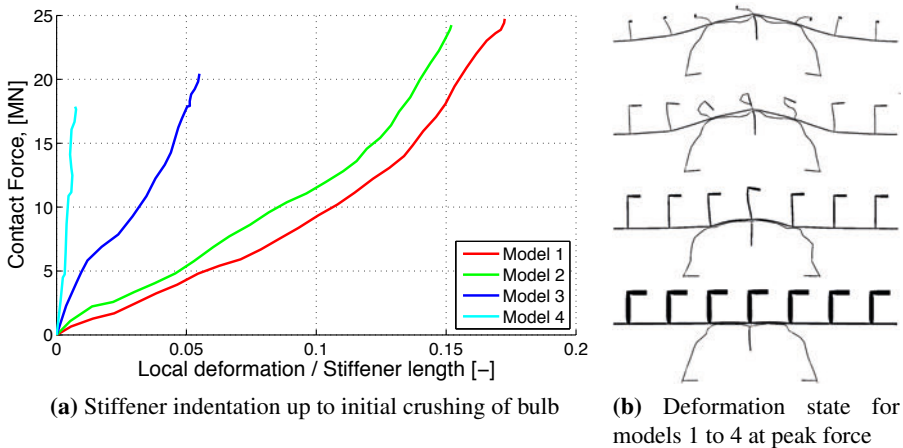 25
20
15
10
5
0
Contact Force, [MN]
0
0.05
0.1
0.15
0.2
Local deformation / Stiffener length [−]
Model 1
Model 2
Model 3
Model 4
(a) Stiffener indentation up to initial crushing of bulb
(b) Deformation state for
models 1 to 4 at peak force